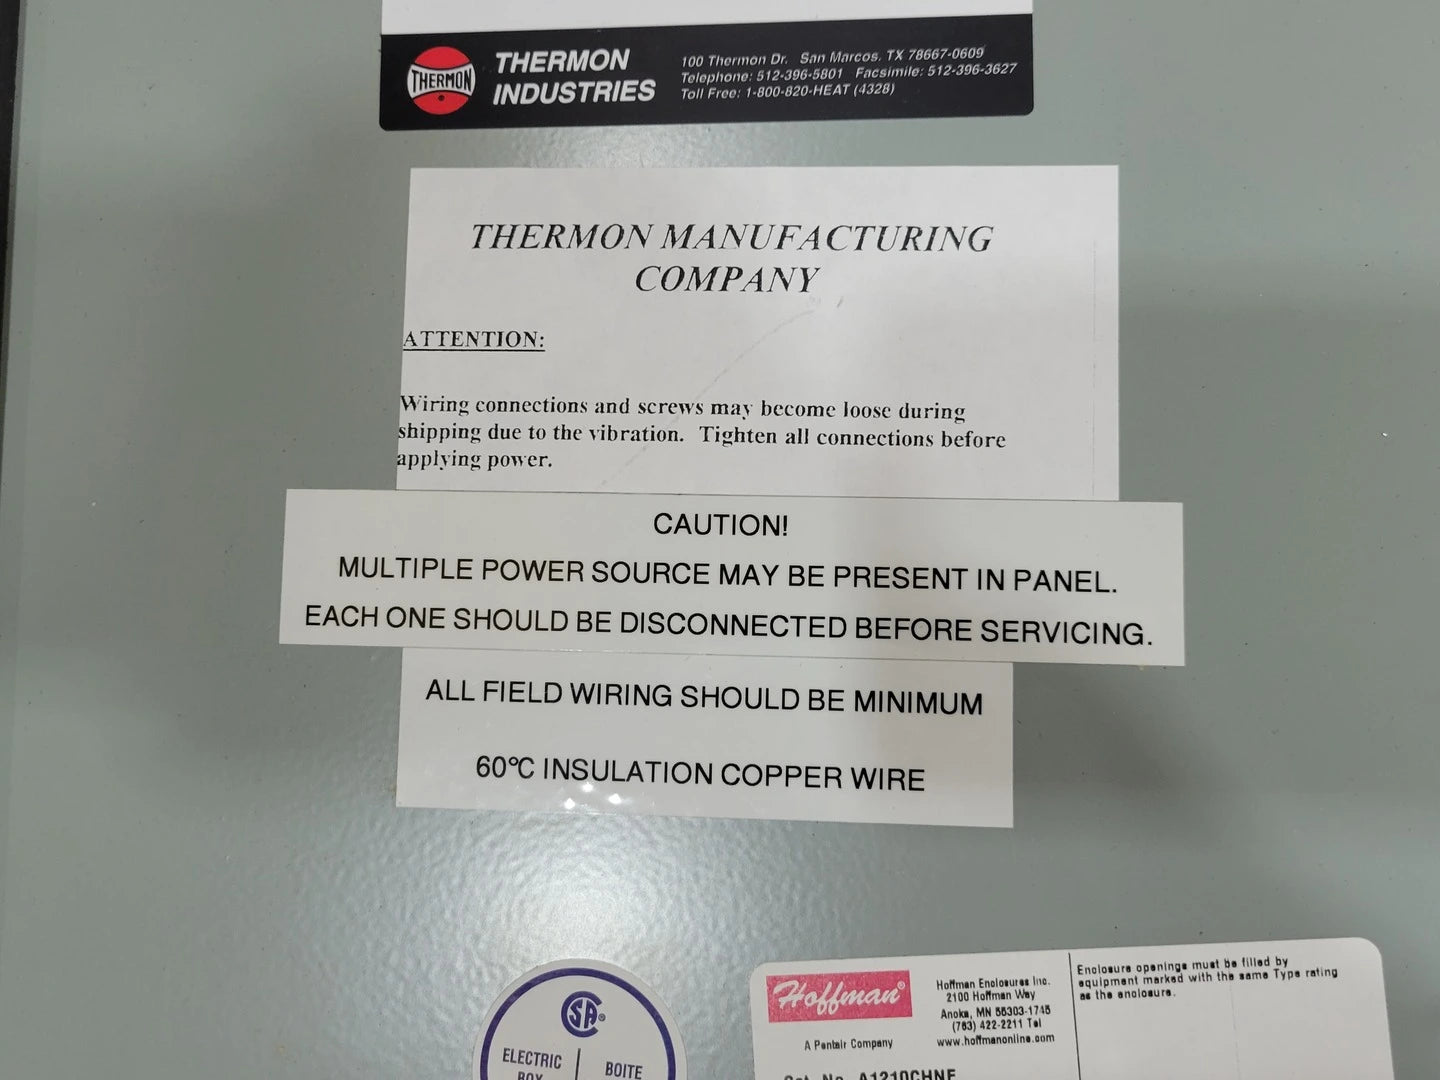 THERMON
THERMON
INDUSTRIES
100 Thermon Dr. San Marcos, TX 78667-0609
Telephone: 512-396-5801 Facsimile: 512-396-3627
Toll Free: 1-800-820-HEAT (4328)
THERMON MANUFACTURING
COMPANY
ATTENTION:
Wiring connections and screws may become loose during
shipping due to the vibration. Tighten all connections before
applying power.
CAUTION!
MULTIPLE POWER SOURCE MAY BE PRESENT IN PANEL.
EACH ONE SHOULD BE DISCONNECTED BEFORE SERVICING.
ALL FIELD WIRING SHOULD BE MINIMUM
60°C INSULATION COPPER WIRE
SA®
ELECTRIC
BOX
BOITE
Hoffman®
A Pentair Company
Hoffman Enclosures Inc.
2100 Hoffman Way
Anoka, MN 55303-1745
(763) 422-2211 Tel
www.hoffmanonline.com
Enclosure openings must be filled by
equipment marked with the same Type rating
as the enclosure.
Cat. No. A1210CHNF